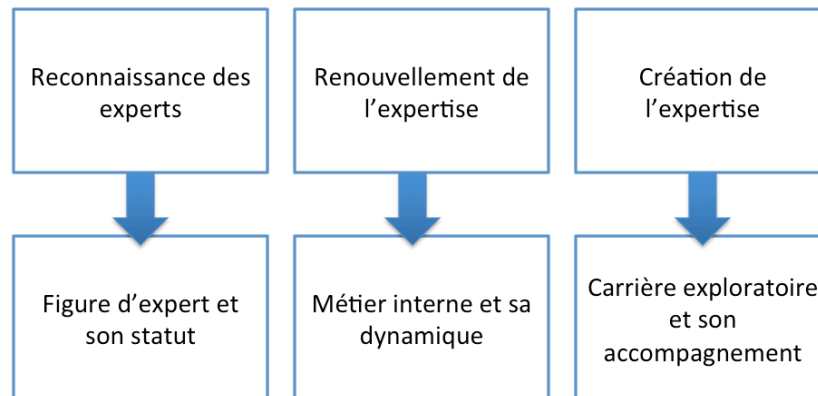 Reconnaissance des
experts
Renouvellement de
l’expertise
Création de
l’expertise
Figure d’expert et
son statut
Métier interne et sa
dynamique
Carrière exploratoire
et son
accompagnement